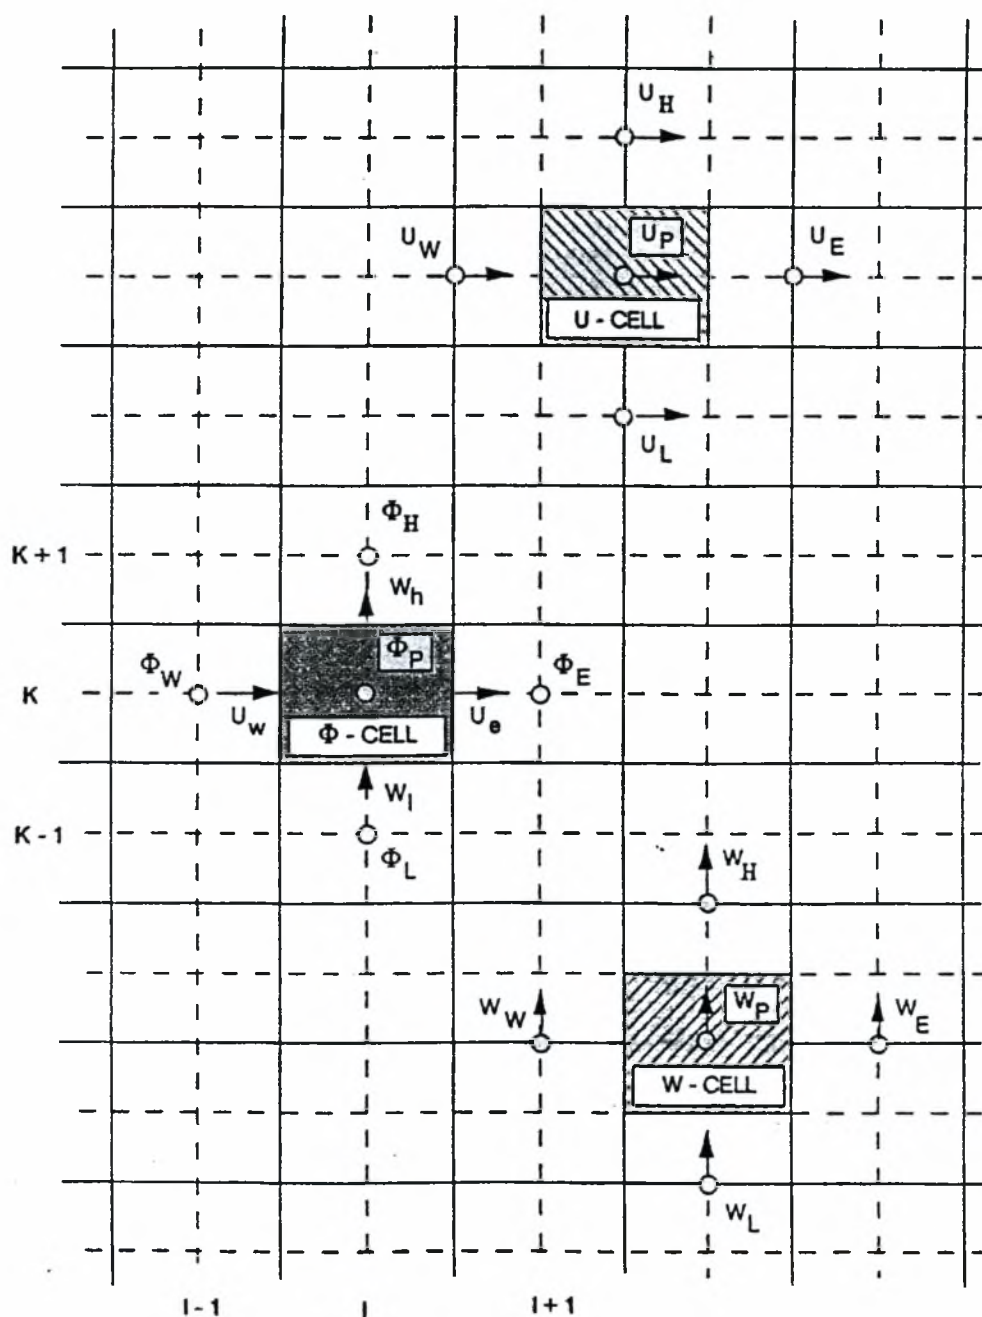 U_H
U_W U_P U_E
U - CELL
U_L
Φ_H
K + 1
W_h
Φ_W Φ_P Φ_E
K
U_w Φ - CELL U_e
W_l
K - 1
Φ_L
W_H
W_W W_P W_E
W - CELL
W_L
I - 1 I I + 1